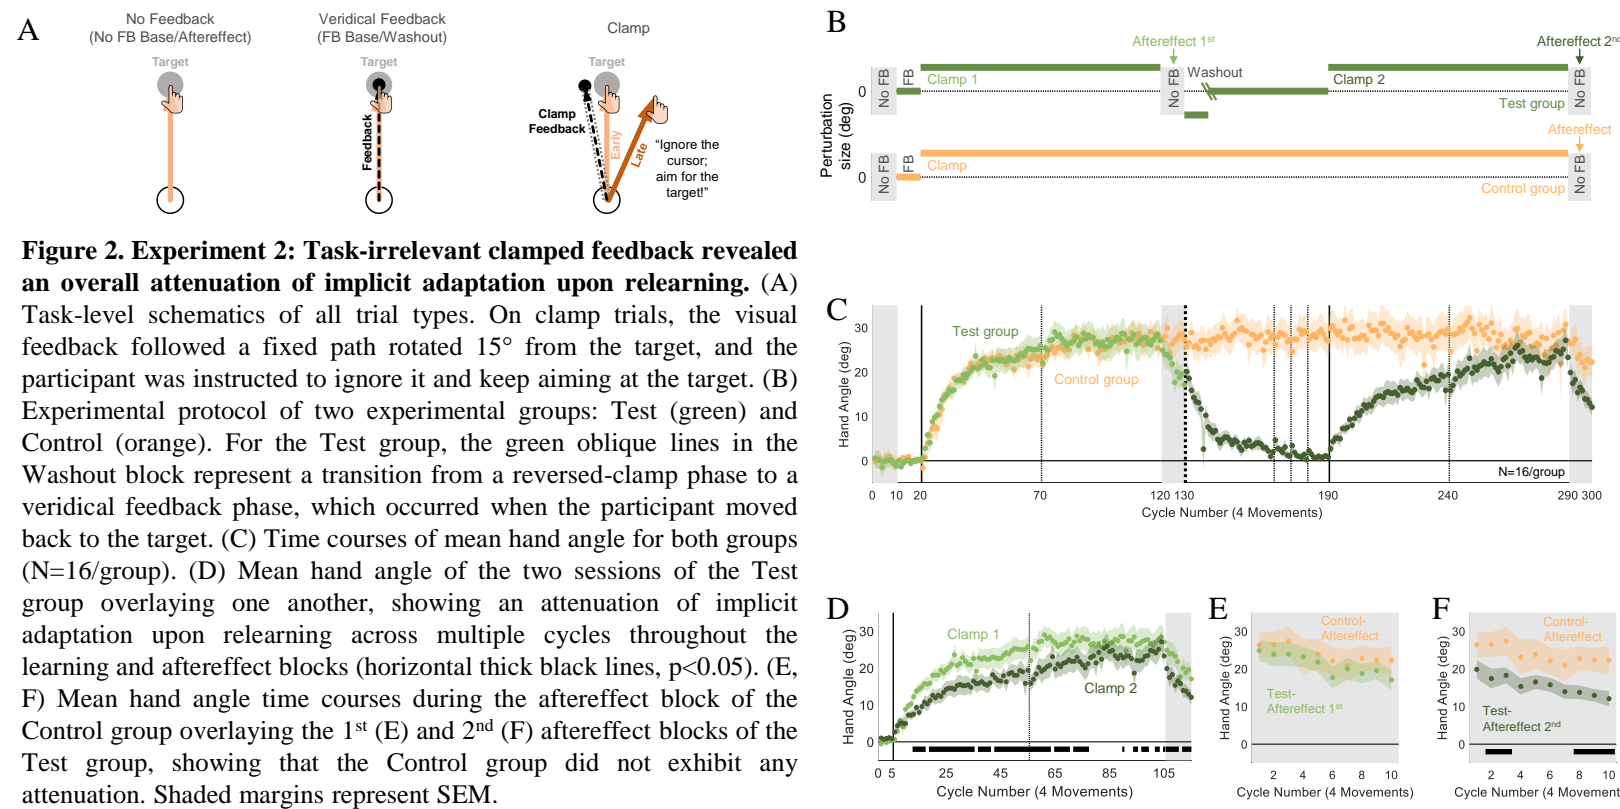 A
No Feedback
(No FB Base/Aftereffect)
Target
Veridical Feedback
(FB Base/Washout)
Target
Feedback
Clamp
Target
Clamp
Feedback
Early
Late
“Ignore the
cursor;
aim for the
target!”
Figure 2. Experiment 2: Task-irrelevant clamped feedback revealed
an overall attenuation of implicit adaptation upon relearning. (A)
Task-level schematics of all trial types. On clamp trials, the visual
feedback followed a fixed path rotated 15° from the target, and the
participant was instructed to ignore it and keep aiming at the target. (B)
Experimental protocol of two experimental groups: Test (green) and
Control (orange). For the Test group, the green oblique lines in the
Washout block represent a transition from a reversed-clamp phase to a
veridical feedback phase, which occurred when the participant moved
back to the target. (C) Time courses of mean hand angle for both groups
(N=16/group). (D) Mean hand angle of the two sessions of the Test
group overlaying one another, showing an attenuation of implicit
adaptation upon relearning across multiple cycles throughout the
learning and aftereffect blocks (horizontal thick black lines, p<0.05). (E,
F) Mean hand angle time courses during the aftereffect block of the
Control group overlaying the 1st (E) and 2nd (F) aftereffect blocks of the
Test group, showing that the Control group did not exhibit any
attenuation. Shaded margins represent SEM.
B
Perturbation
size (deg)
Aftereffect 1st
Aftereffect 2nd
0
No FB
FB
Clamp 1
No FB
Washout
Clamp 2
Test group
No FB
Aftereffect
0
No FB
FB
Clamp
Control group
No FB
C
Hand Angle (deg)
30
20
10
0
Test group
Control group
N=16/group
0 10 20 70 120 130 190 240 290 300
Cycle Number (4 Movements)
D
Hand Angle (deg)
30
20
10
0
Clamp 1
Clamp 2
0 5 25 45 65 85 105
Cycle Number (4 Movements)
E
Hand Angle (deg)
30
20
10
0
Control-
Aftereffect
Test-
Aftereffect 1st
2 4 6 8 10
Cycle Number (4 Movements)
F
Hand Angle (deg)
30
20
10
0
Control-
Aftereffect
Test-
Aftereffect 2nd
2 4 6 8 10
Cycle Number (4 Movement